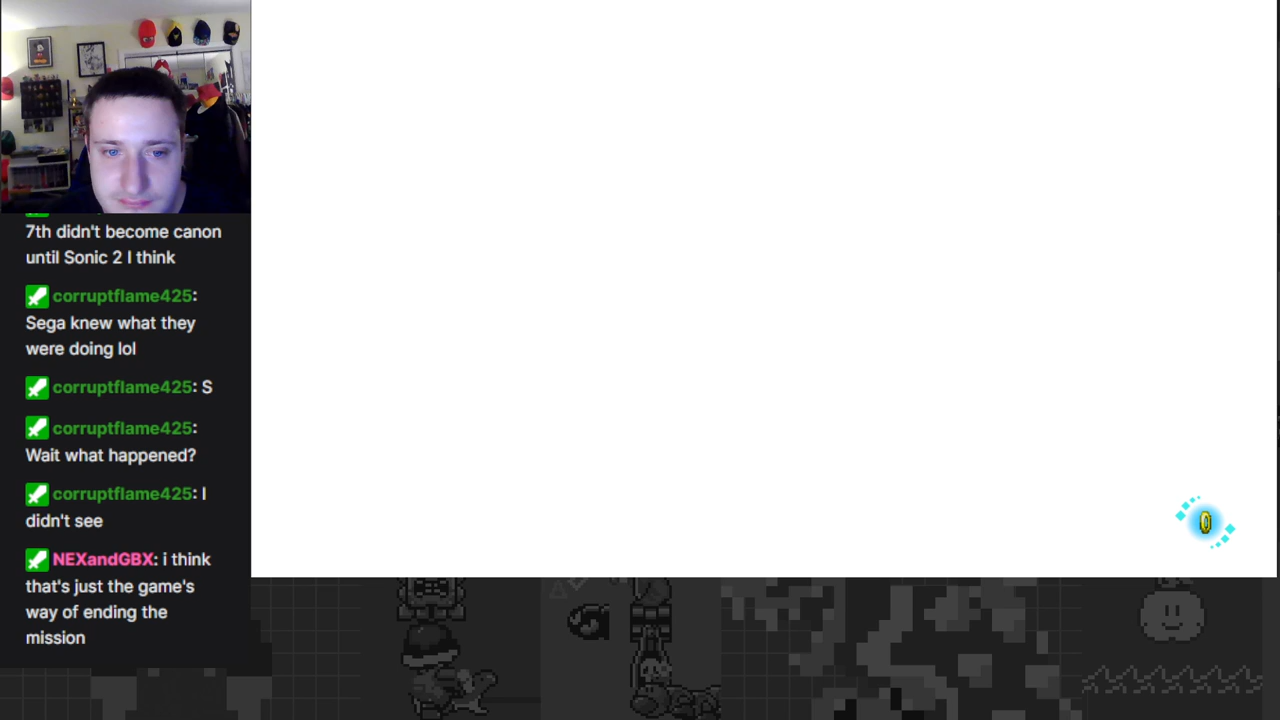 7th didn't become canon
until Sonic 2 I think
corruptflame425:
Sega knew what they
were doing lol
corruptflame425: S
corruptflame425:
Wait what happened?
corruptflame425: I
didn't see
NEXandGBX: i think
that's just the game's
way of ending the
mission